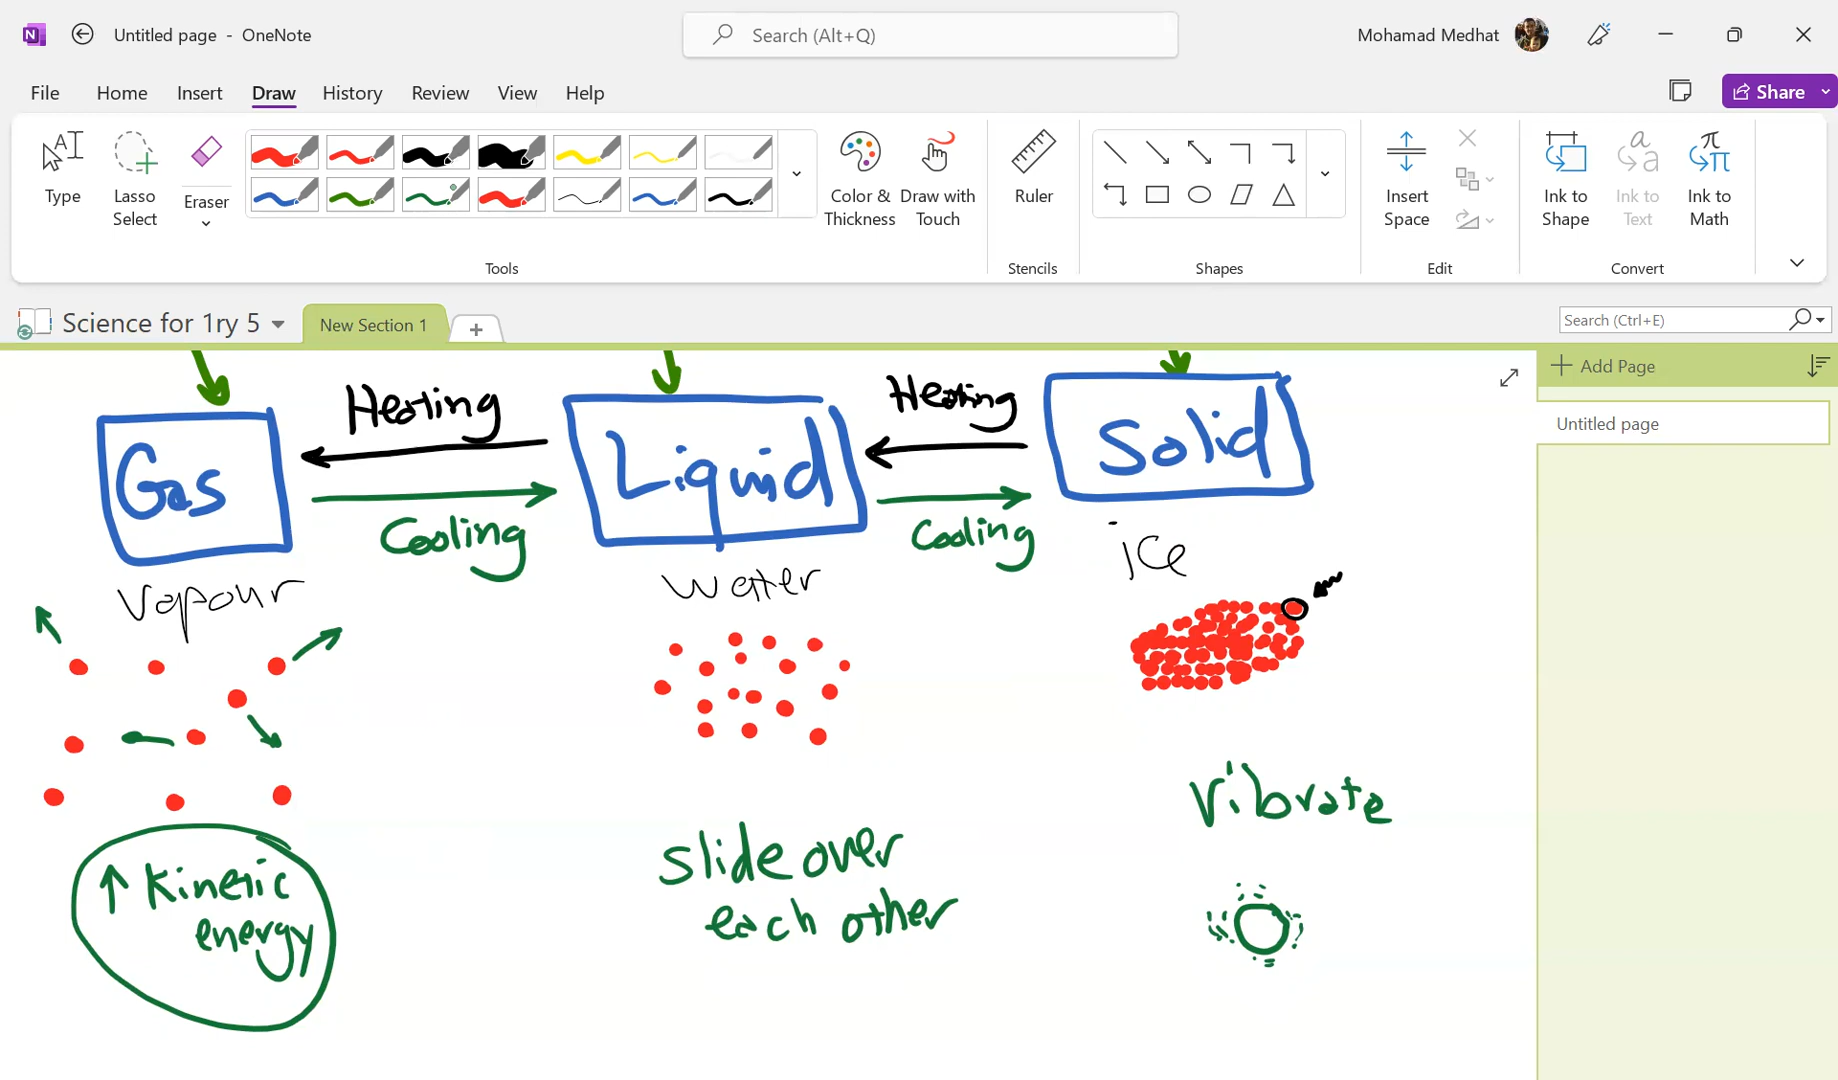 Untitled page - OneNote
Search (Alt+Q)
Mohamad Medhat
File Home Insert Draw History Review View Help
Share
Type
Lasso Select
Eraser
Color & Thickness
Draw with Touch
Ruler
Insert Space
Ink to Shape
Ink to Text
Ink to Math
Tools
Stencils
Shapes
Edit
Convert
Science for 1ry 5
New Section 1
Search (Ctrl+E)
Add Page
Untitled page
Heating
Heating
Gas
Liquid
Solid
Cooling
Cooling
Vapour
water
ice
vibrate
↑ Kinetic
energy
slide over
each other